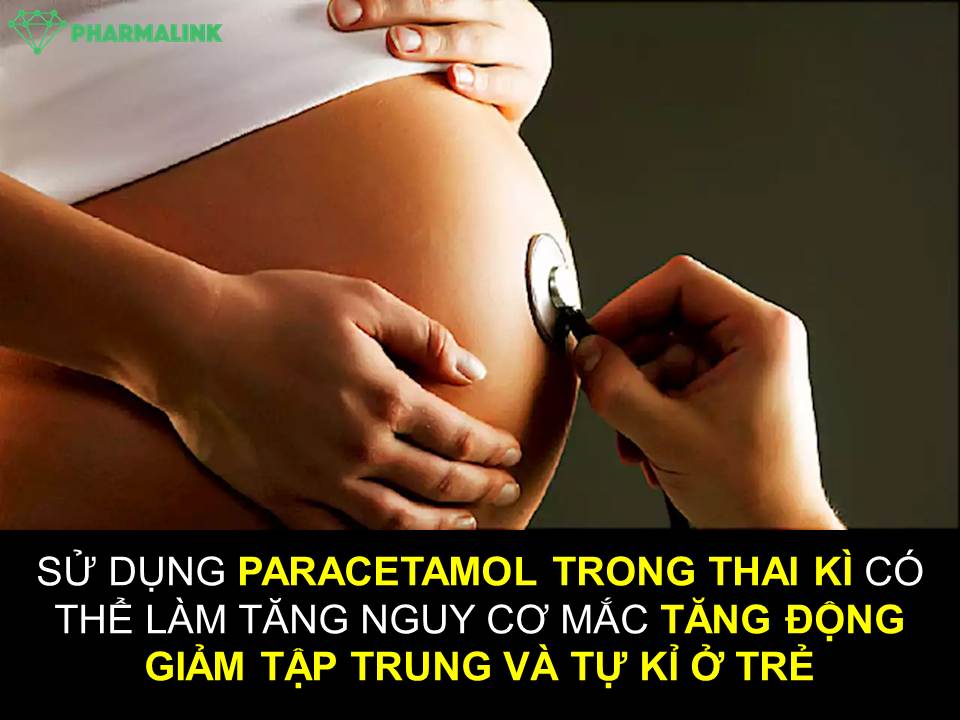 PHARMALINK
SỬ DỤNG PARACETAMOL TRONG THAI KÌ CÓ
THỂ LÀM TĂNG NGUY CƠ MẮC TĂNG ĐỘNG
GIẢM TẬP TRUNG VÀ TỰ KỈ Ở TRẺ